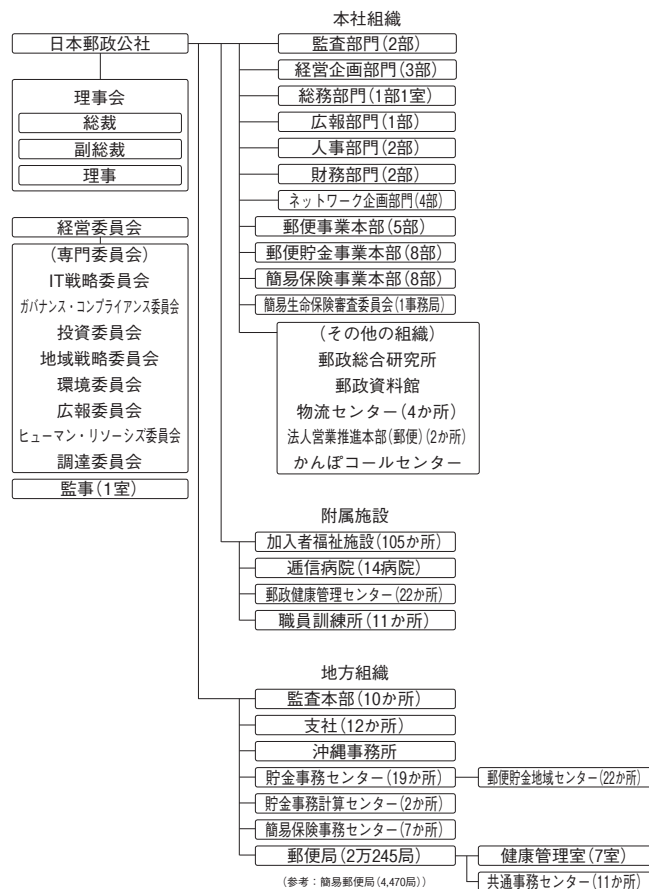 日本郵政公社
理事会
総裁
副総裁
理事
経営委員会
(専門委員会)
IT戦略委員会
ガバナンス・コンプライアンス委員会
投資委員会
地域戦略委員会
環境委員会
広報委員会
ヒューマン・リソーシズ委員会
調達委員会
監事(1室)
本社組織
監査部門(2部)
経営企画部門(3部)
総務部門(1部1室)
広報部門(1部)
人事部門(2部)
財務部門(2部)
ネットワーク企画部門(4部)
郵便事業本部(5部)
郵便貯金事業本部(8部)
簡易保険事業本部(8部)
簡易生命保険審査委員会(1事務局)
(その他の組織)
郵政総合研究所
郵政資料館
物流センター(4か所)
法人営業推進本部(郵便)(2か所)
かんぽコールセンター
附属施設
加入者福祉施設(105か所)
逓信病院(14病院)
郵政健康管理センター(22か所)
職員訓練所(11か所)
地方組織
監査本部(10か所)
支社(12か所)
沖縄事務所
貯金事務センター(19か所)
郵便貯金地域センター(22か所)
貯金事務計算センター(2か所)
簡易保険事務センター(7か所)
郵便局(2万245局)
健康管理室(7室)
(参考：簡易郵便局(4,470局))
共通事務センター(11か所)